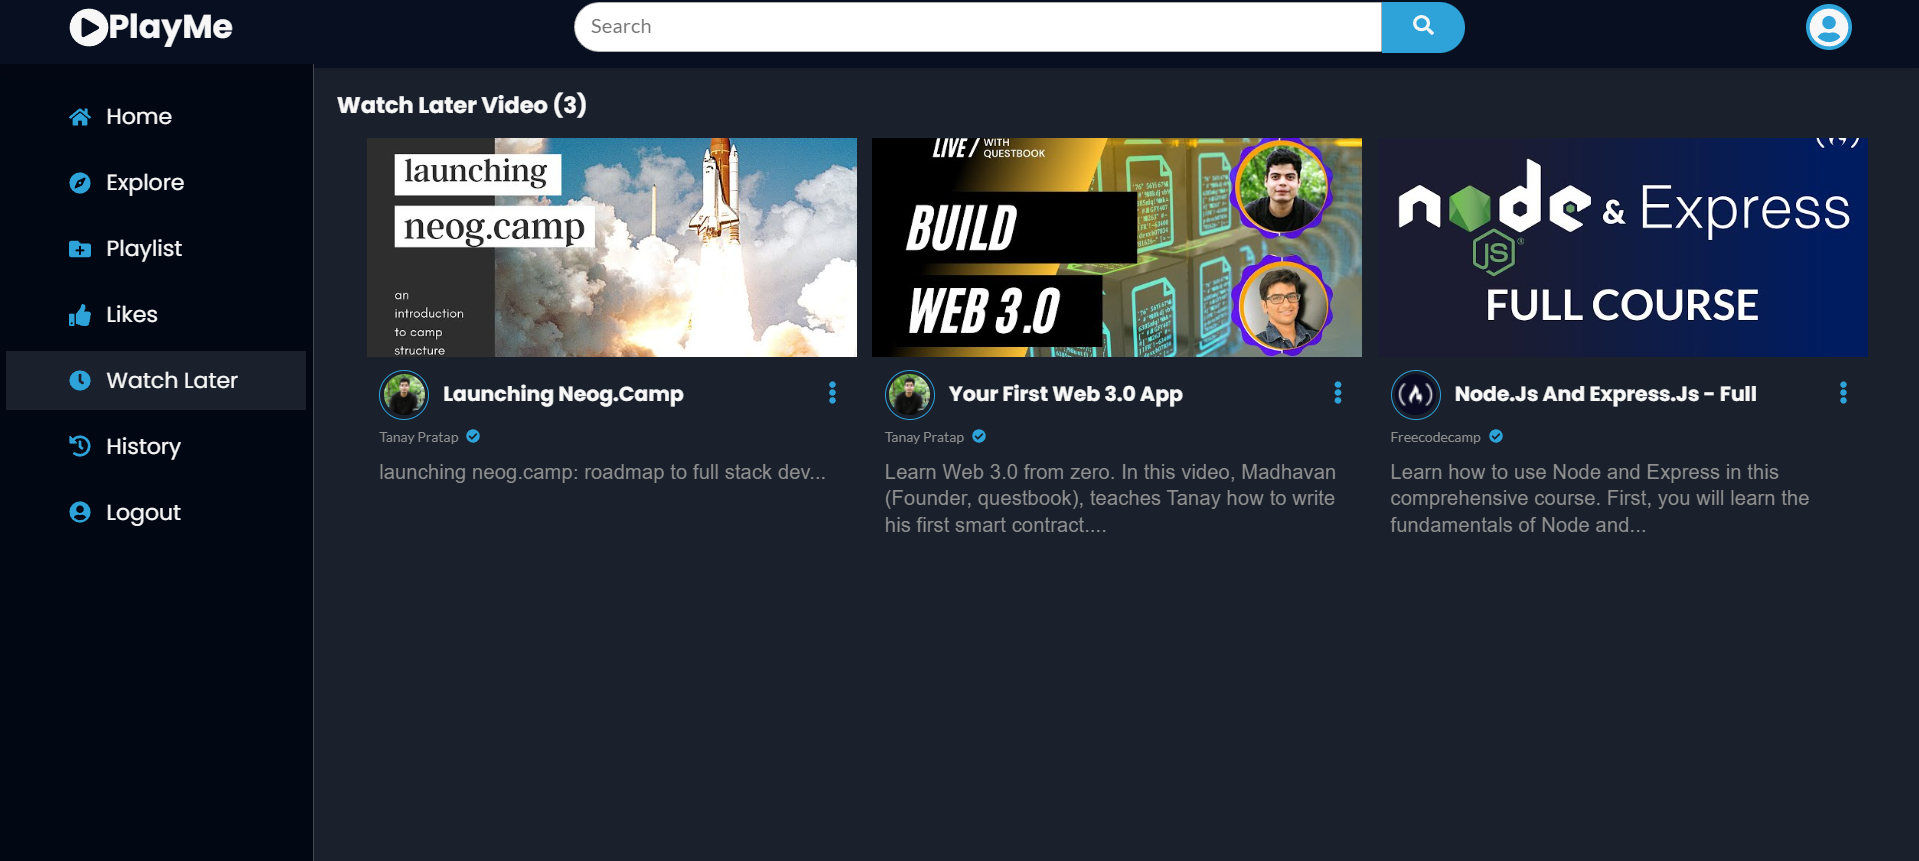 PlayMe
Search
Home
Explore
Playlist
Likes
Watch Later
History
Logout
Watch Later Video (3)
launching
neog.camp
an
introduction
to camp
structure
LIVE / WITH
QUESTBOOK
BUILD
WEB 3.0
node & Express
JS
®
FULL COURSE
Launching Neog.Camp
Tanay Pratap
launching neog.camp: roadmap to full stack dev...
Your First Web 3.0 App
Tanay Pratap
Learn Web 3.0 from zero. In this video, Madhavan
(Founder, questbook), teaches Tanay how to write
his first smart contract....
Node.Js And Express.Js - Full
Freecodecamp
Learn how to use Node and Express in this
comprehensive course. First, you will learn the
fundamentals of Node and...